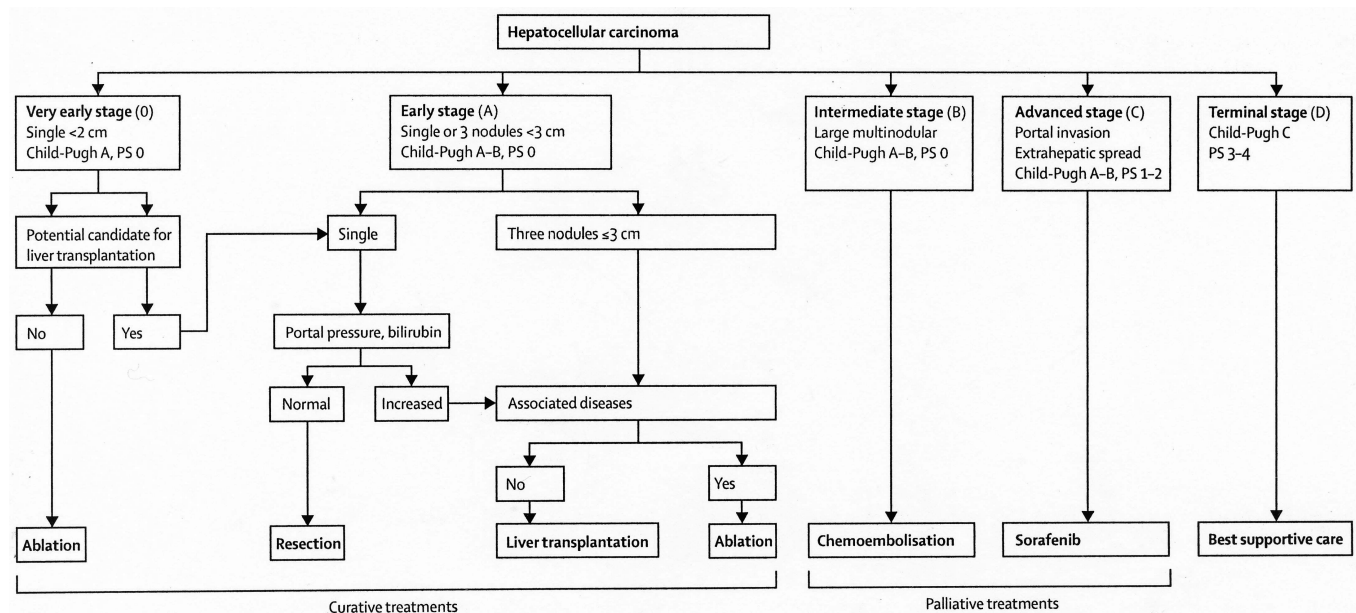 Hepatocellular carcinoma
Very early stage (0)
Single <2 cm
Child-Pugh A, PS 0
Early stage (A)
Single or 3 nodules <3 cm
Child-Pugh A–B, PS 0
Intermediate stage (B)
Large multinodular
Child-Pugh A–B, PS 0
Advanced stage (C)
Portal invasion
Extrahepatic spread
Child-Pugh A–B, PS 1–2
Terminal stage (D)
Child-Pugh C
PS 3–4
Potential candidate for
liver transplantation
Single
Three nodules ≤3 cm
No
Yes
Portal pressure, bilirubin
Normal
Increased
Associated diseases
No
Yes
Ablation
Resection
Liver transplantation
Ablation
Chemoembolisation
Sorafenib
Best supportive care
Curative treatments
Palliative treatments